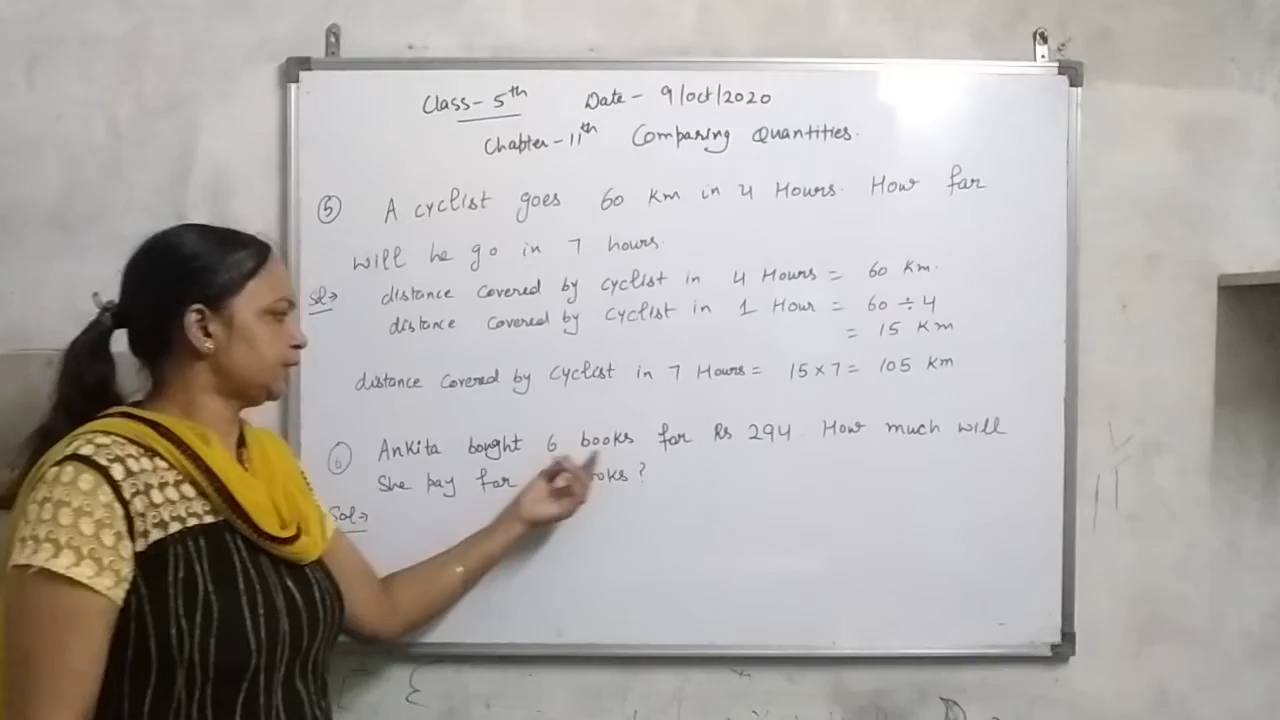 Class - 5th Date - 9/Oct/2020
Chapter - 11th Comparing Quantities.
5 A cyclist goes 60 Km in 4 Hours. How far
will he go in 7 hours.
Sol→ distance covered by cyclist in 4 Hours = 60 Km.
distance covered by cyclist in 1 Hour = 60 ÷ 4
= 15 Km
distance covered by cyclist in 7 Hours = 15 × 7 = 105 Km
6 Ankita bought 6 books for Rs 294. How much will
She pay for ooks?
Sol→